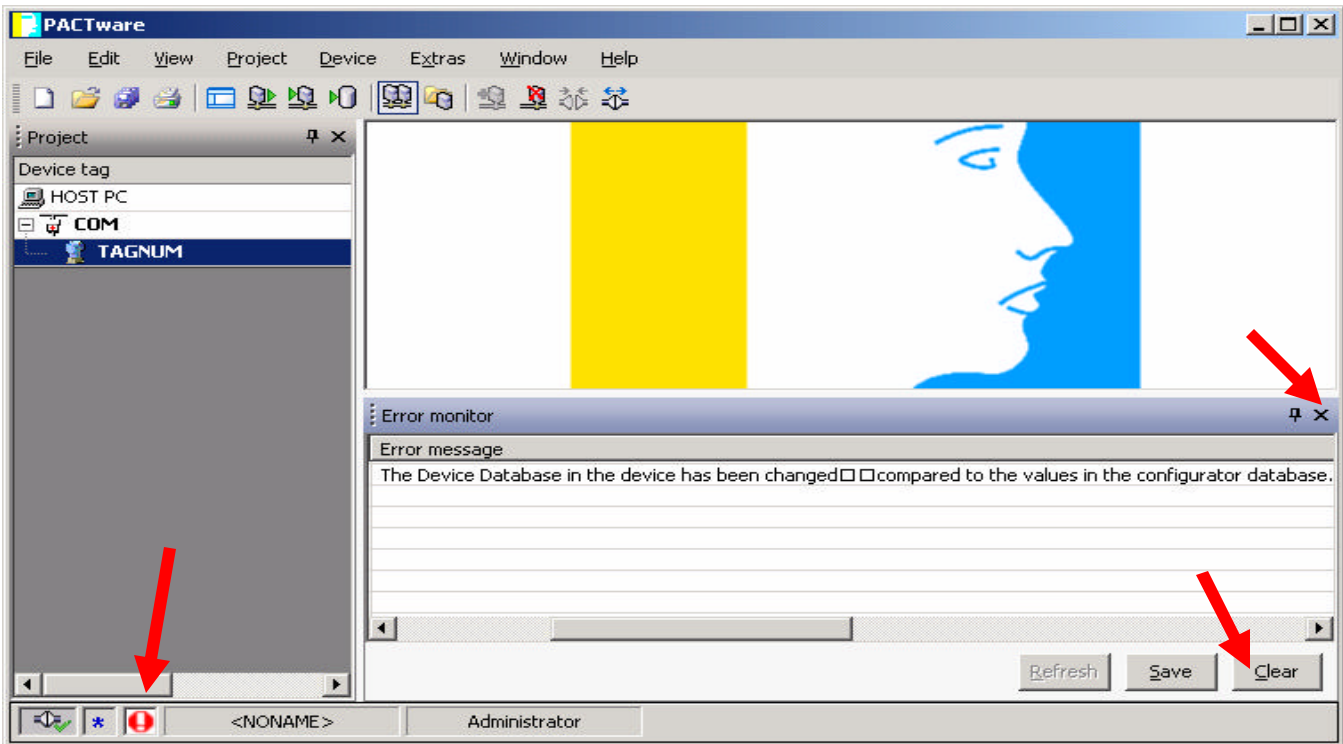 PACTware
File Edit View Project Device Extras Window Help
Project
Device tag
HOST PC
COM
TAGNUM
Error monitor
Error message
The Device Database in the device has been changed□ □compared to the values in the configurator database.
Refresh Save Clear
<NONAME> Administrator